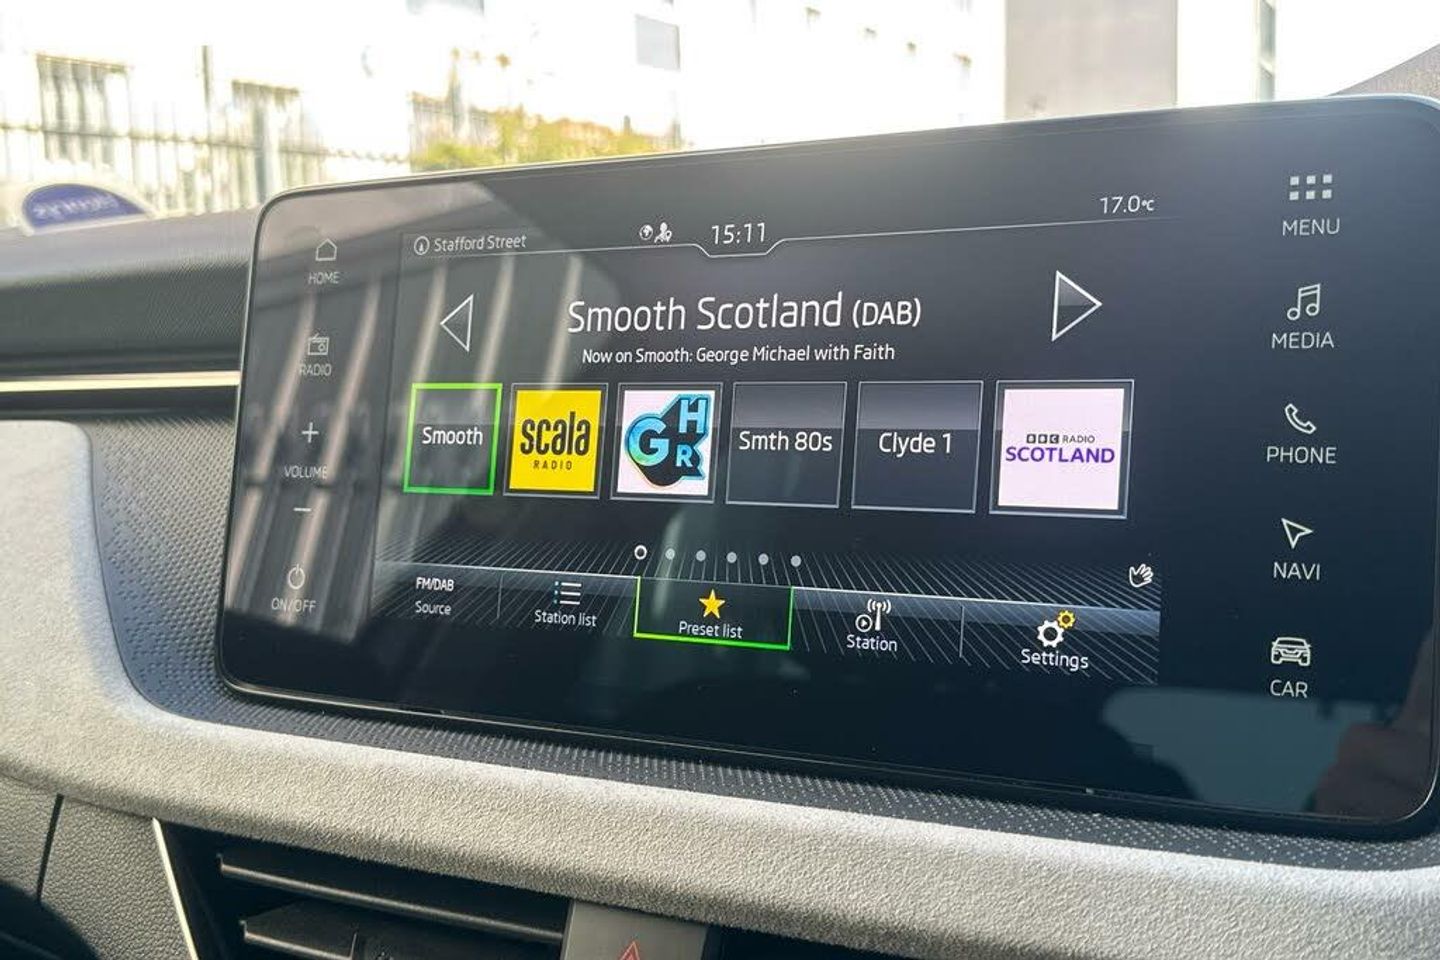 Stafford Street
15:11
17.0°C
HOME
RADIO
+
VOLUME
−
ON/OFF
Smooth Scotland (DAB)
Now on Smooth: George Michael with Faith
Smooth
scala
RADIO
GHR
Smth 80s
Clyde 1
BBC RADIO
SCOTLAND
FM/DAB
Source
Station list
Preset list
Station
Settings
MENU
MEDIA
PHONE
NAVI
CAR